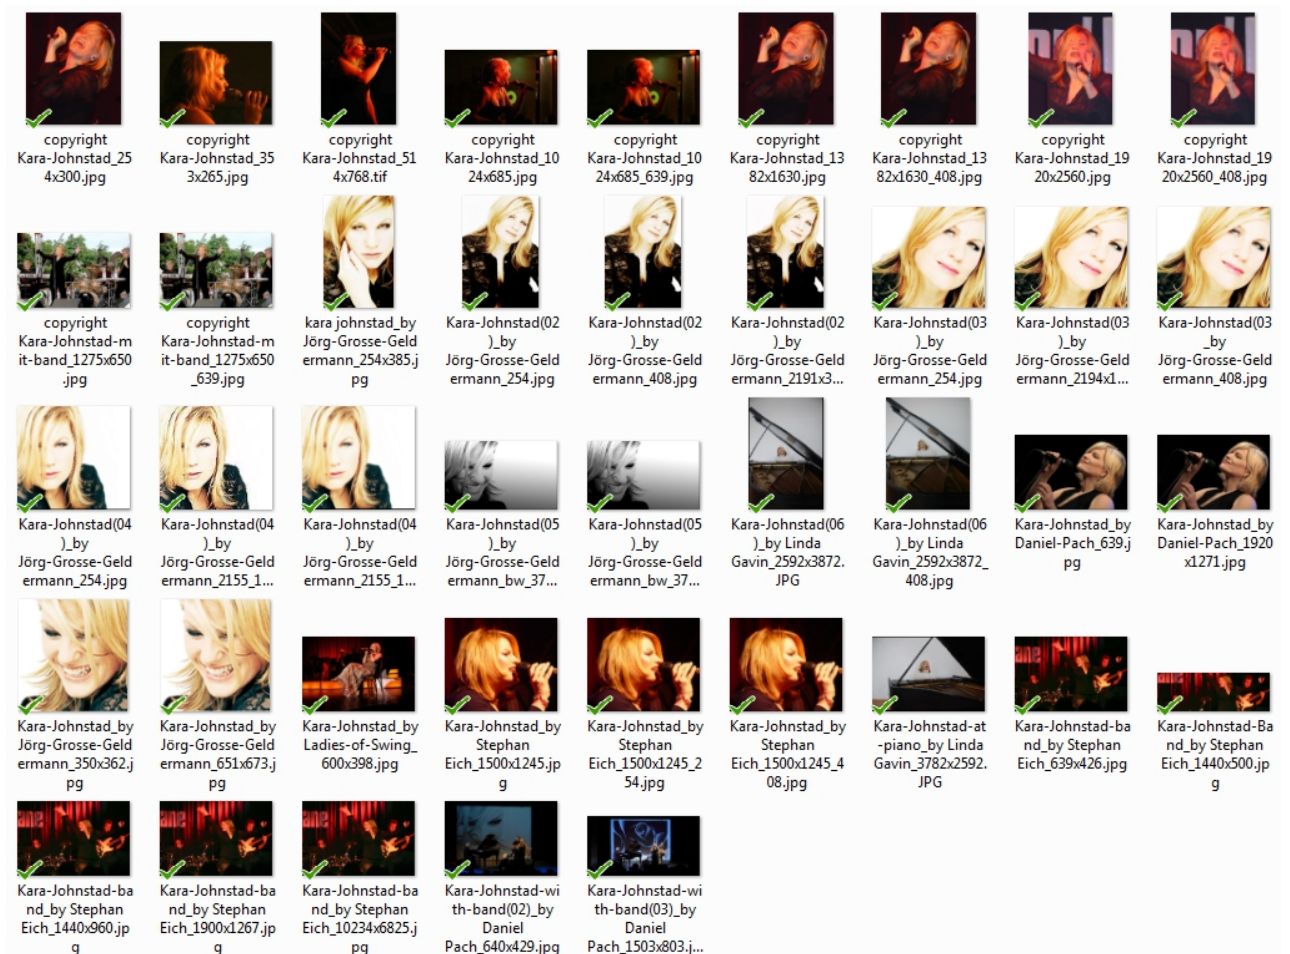 copyright
Kara-Johnstad_25
4x300.jpg
copyright
Kara-Johnstad_35
3x265.jpg
copyright
Kara-Johnstad_51
4x768.tif
copyright
Kara-Johnstad_10
24x685.jpg
copyright
Kara-Johnstad_10
24x685_639.jpg
copyright
Kara-Johnstad_13
82x1630.jpg
copyright
Kara-Johnstad_13
82x1630_408.jpg
copyright
Kara-Johnstad_19
20x2560.jpg
copyright
Kara-Johnstad_19
20x2560_408.jpg
copyright
Kara-Johnstad-m
it-band_1275x650
.jpg
copyright
Kara-Johnstad-m
it-band_1275x650
_639.jpg
kara johnstad_by
Jörg-Grosse-Geld
ermann_254x385.j
pg
Kara-Johnstad(02
)_by
Jörg-Grosse-Geld
ermann_254.jpg
Kara-Johnstad(02
)_by
Jörg-Grosse-Geld
ermann_408.jpg
Kara-Johnstad(02
)_by
Jörg-Grosse-Geld
ermann_2191x3...
Kara-Johnstad(03
)_by
Jörg-Grosse-Geld
ermann_254.jpg
Kara-Johnstad(03
)_by
Jörg-Grosse-Geld
ermann_2194x1...
Kara-Johnstad(03
)_by
Jörg-Grosse-Geld
ermann_408.jpg
Kara-Johnstad(04
)_by
Jörg-Grosse-Geld
ermann_254.jpg
Kara-Johnstad(04
)_by
Jörg-Grosse-Geld
ermann_2155_1...
Kara-Johnstad(04
)_by
Jörg-Grosse-Geld
ermann_2155_1...
Kara-Johnstad(05
)_by
Jörg-Grosse-Geld
ermann_bw_37...
Kara-Johnstad(05
)_by
Jörg-Grosse-Geld
ermann_bw_37...
Kara-Johnstad(06
)_by Linda
Gavin_2592x3872.
JPG
Kara-Johnstad(06
)_by Linda
Gavin_2592x3872_
408.jpg
Kara-Johnstad_by
Daniel-Pach_639.j
pg
Kara-Johnstad_by
Daniel-Pach_1920
x1271.jpg
Kara-Johnstad_by
Jörg-Grosse-Geld
ermann_350x362.j
pg
Kara-Johnstad_by
Jörg-Grosse-Geld
ermann_651x673.j
pg
Kara-Johnstad_by
Ladies-of-Swing_
600x398.jpg
Kara-Johnstad_by
Stephan
Eich_1500x1245.jp
g
Kara-Johnstad_by
Stephan
Eich_1500x1245_2
54.jpg
Kara-Johnstad_by
Stephan
Eich_1500x1245_4
08.jpg
Kara-Johnstad-at
-piano_by Linda
Gavin_3782x2592.
JPG
Kara-Johnstad-ba
nd_by Stephan
Eich_639x426.jpg
Kara-Johnstad-Ba
nd_by Stephan
Eich_1440x500.jp
g
Kara-Johnstad-ba
nd_by Stephan
Eich_1440x960.jp
g
Kara-Johnstad-ba
nd_by Stephan
Eich_1900x1267.jp
g
Kara-Johnstad-ba
nd_by Stephan
Eich_10234x6825.j
pg
Kara-Johnstad-wi
th-band(02)_by
Daniel
Pach_640x429.jpg
Kara-Johnstad-wi
th-band(03)_by
Daniel
Pach_1503x803.j...